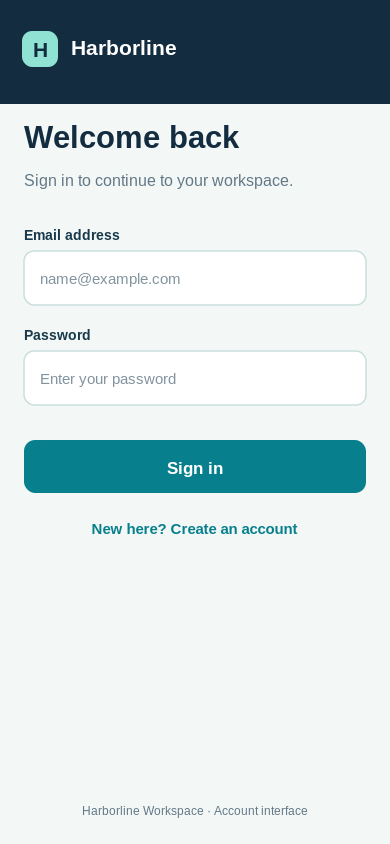 H Harborline
Welcome back
Sign in to continue to your workspace.
Email address
name@example.com
Password
Enter your password
Sign in
New here? Create an account
Harborline Workspace · Account interface